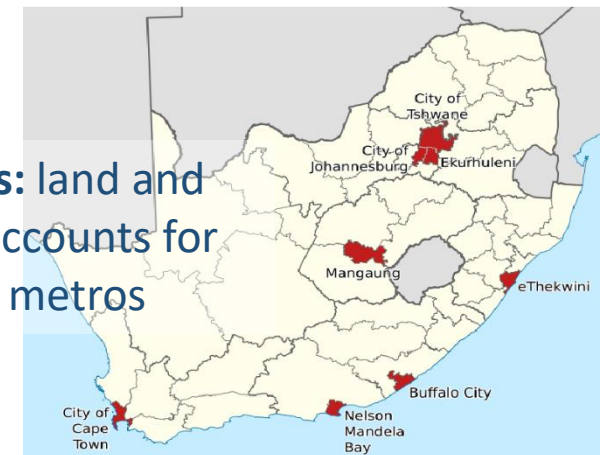 City of
Tshwane
City of
Johannesburg
Ekurhuleni
s: land and
ccounts for
metros
Mangaung
eThekwini
Buffalo City
Nelson
Mandela
Bay
City of
Cape
Town